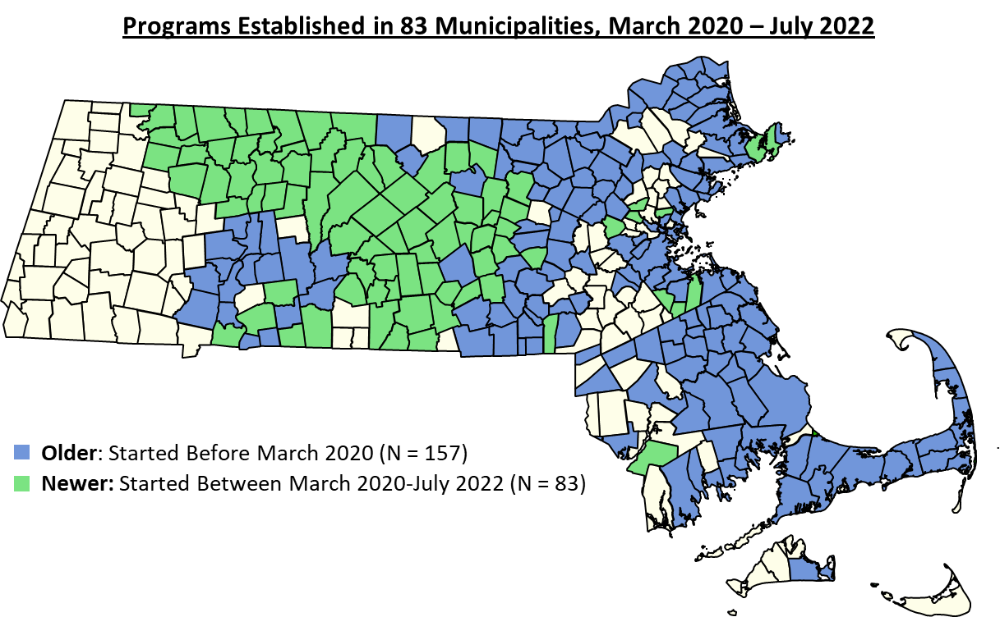 Programs Established in 83 Municipalities, March 2020 – July 2022
Older: Started Before March 2020 (N = 157)
Newer: Started Between March 2020-July 2022 (N = 83)